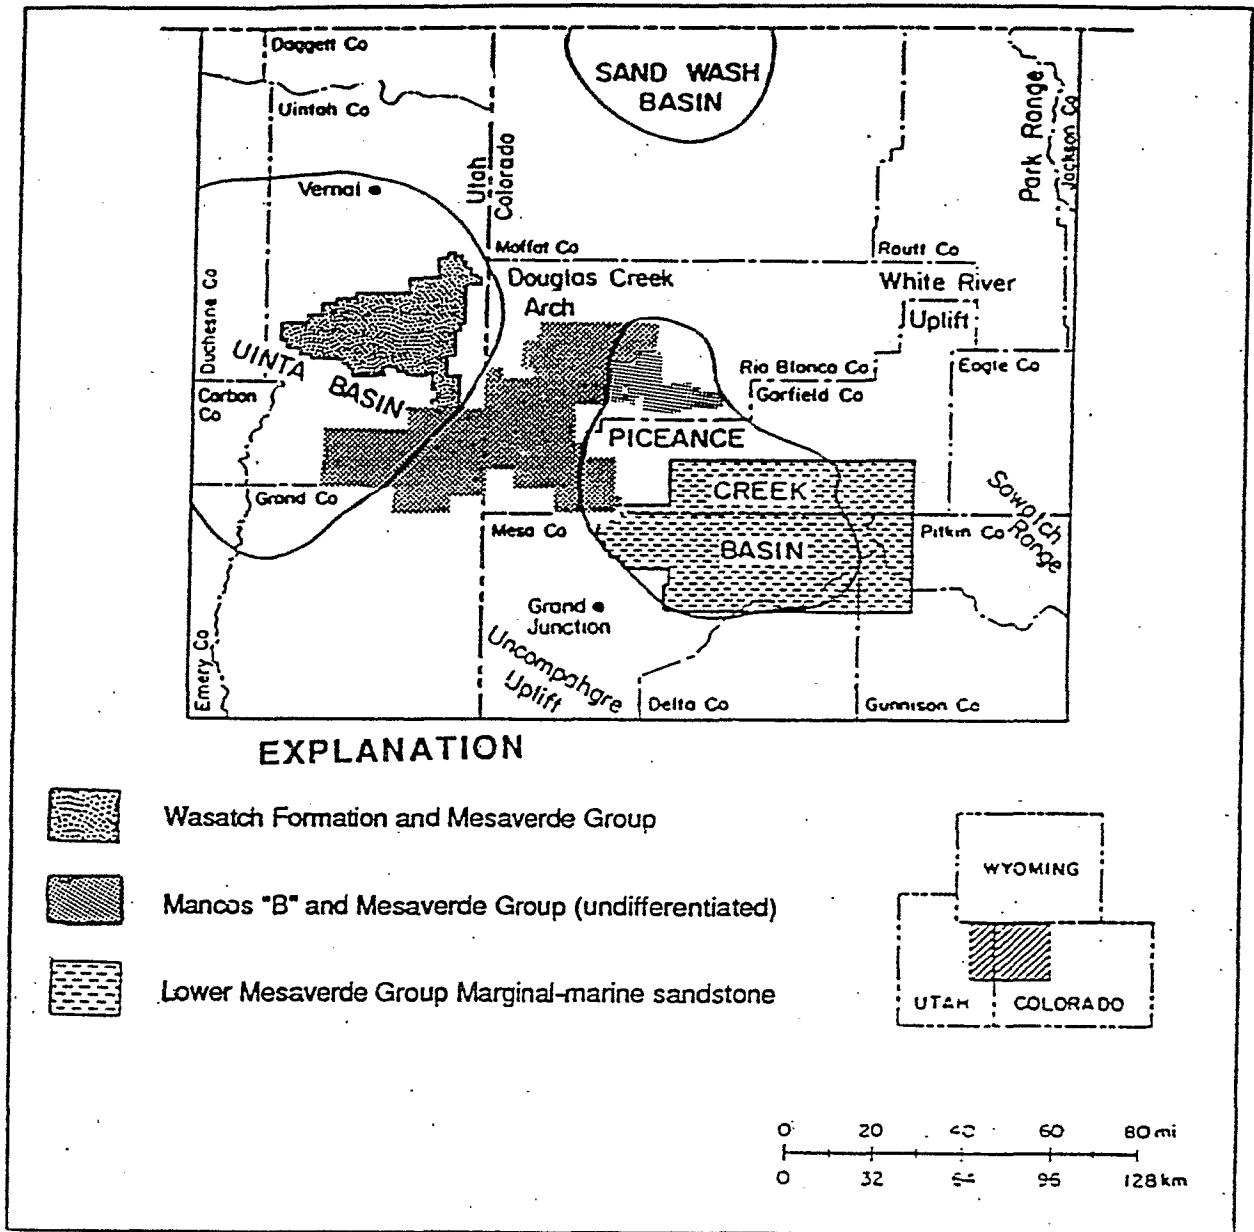 Daggett Co
SAND WASH
BASIN
Uintah Co
Park Range
Jackson Co
Utah
Colorado
Vernal
Moffat Co
Routt Co
Douglas Creek
Arch
White River
Uplift
Duchesne Co
UINTA
BASIN
Rio Blanco Co
Eagle Co
Carbon
Co
Garfield Co
PICEANCE
CREEK
BASIN
Grand Co
Mesa Co
Pitkin Co
Sawatch
Range
Grand
Junction
Uncompahgre
Uplift
Emery Co
Delta Co
Gunnison Co
EXPLANATION
Wasatch Formation and Mesaverde Group
Mancos "B" and Mesaverde Group (undifferentiated)
Lower Mesaverde Group Marginal-marine sandstone
WYOMING
UTAH
COLORADO
0 20 40 60 80 mi
0 32 64 96 128 km